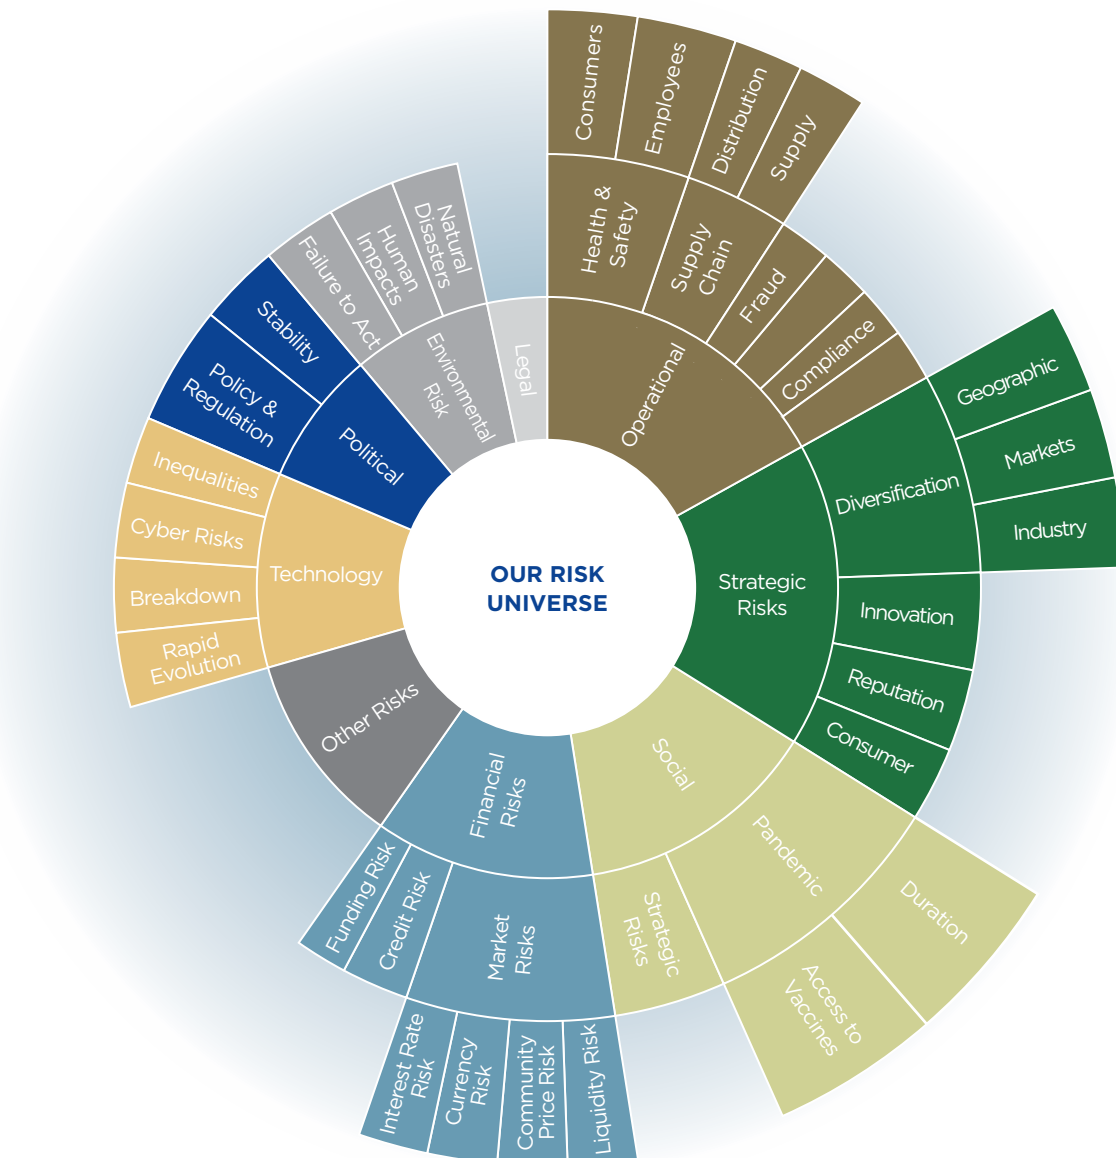 OUR RISK
UNIVERSE
Operational
Health &
Safety
Consumers
Employees
Supply
Chain
Distribution
Supply
Fraud
Compliance
Strategic
Risks
Diversification
Geographic
Markets
Industry
Innovation
Reputation
Consumer
Social
Pandemic
Duration
Access to
Vaccines
Strategic
Risks
Financial
Risks
Market
Risks
Liquidity Risk
Community
Price Risk
Currency
Risk
Interest Rate
Risk
Credit Risk
Funding Risk
Other Risks
Technology
Rapid
Evolution
Breakdown
Cyber Risks
Inequalities
Political
Policy &
Regulation
Stability
Environmental
Risk
Failure to Act
Human
Impacts
Natural
Disasters
Legal